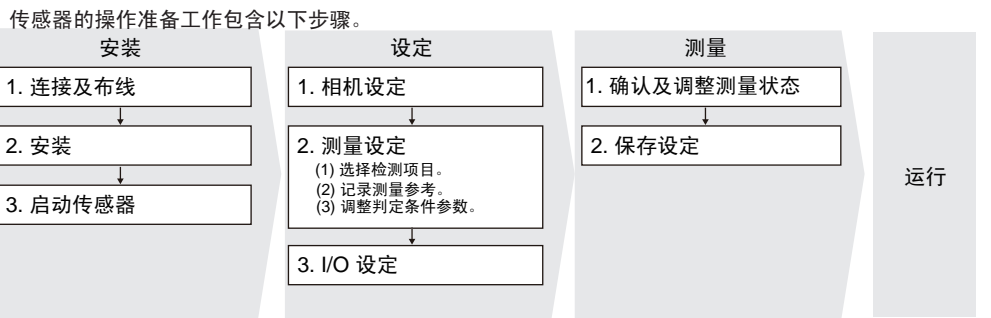 传感器的操作准备工作包含以下步骤。
安装
1. 连接及布线
2. 安装
3. 启动传感器
设定
1. 相机设定
2. 测量设定
(1) 选择检测项目。
(2) 记录测量参考。
(3) 调整判定条件参数。
3. I/O 设定
测量
1. 确认及调整测量状态
2. 保存设定
运行